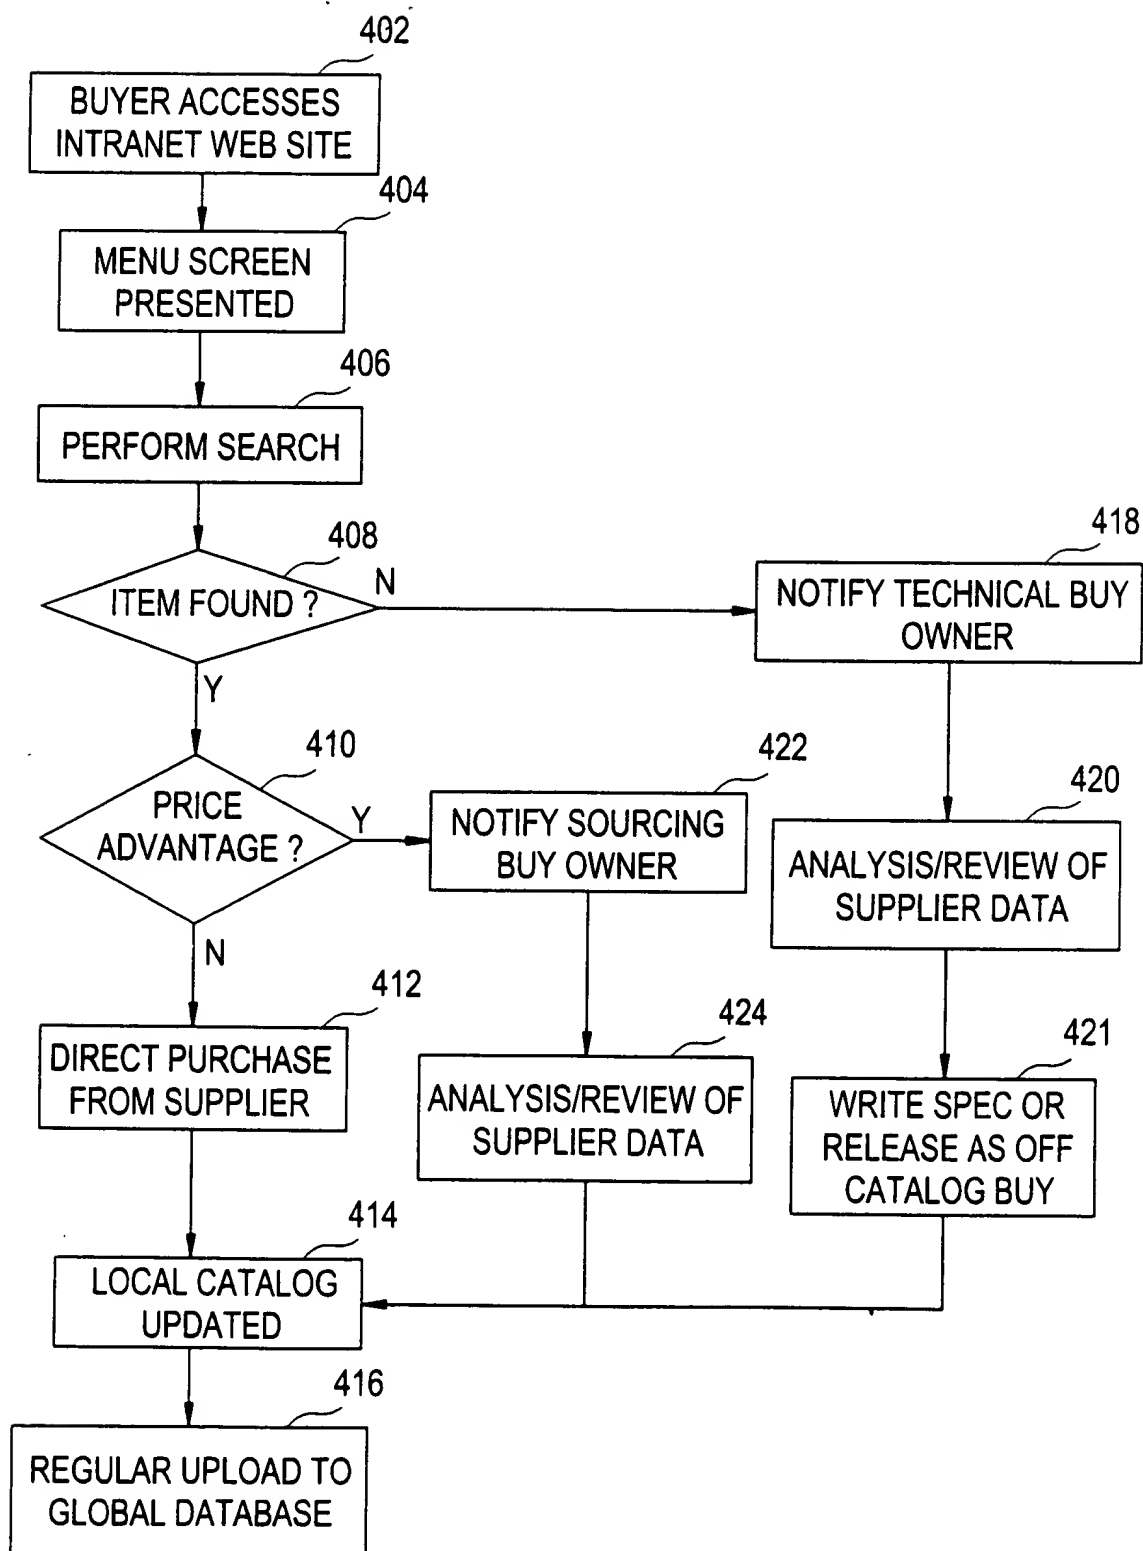 402
BUYER ACCESSES
INTRANET WEB SITE
404
MENU SCREEN
PRESENTED
406
PERFORM SEARCH
408
ITEM FOUND ?
N
Y
418
NOTIFY TECHNICAL BUY
OWNER
410
PRICE
ADVANTAGE ?
Y
N
422
NOTIFY SOURCING
BUY OWNER
420
ANALYSIS/REVIEW OF
SUPPLIER DATA
412
DIRECT PURCHASE
FROM SUPPLIER
424
ANALYSIS/REVIEW OF
SUPPLIER DATA
421
WRITE SPEC OR
RELEASE AS OFF
CATALOG BUY
414
LOCAL CATALOG
UPDATED
416
REGULAR UPLOAD TO
GLOBAL DATABASE